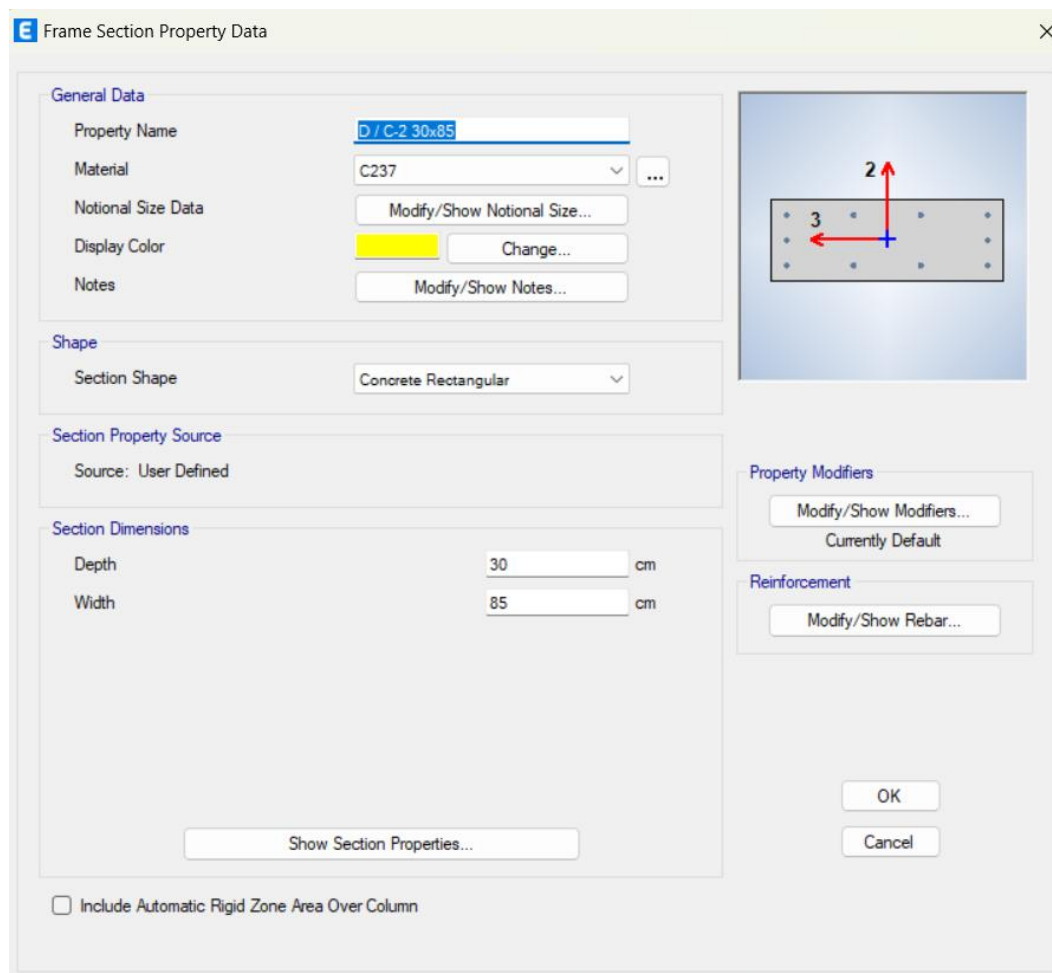 E Frame Section Property Data
General Data
Property Name D / C-2 30x85
Material C237 ...
Notional Size Data Modify/Show Notional Size...
Display Color Change...
Notes Modify/Show Notes...
2
3
Shape
Section Shape Concrete Rectangular
Section Property Source
Source: User Defined
Property Modifiers
Modify/Show Modifiers...
Currently Default
Section Dimensions
Depth 30 cm
Width 85 cm
Reinforcement
Modify/Show Rebar...
OK
Show Section Properties...
Cancel
Include Automatic Rigid Zone Area Over Column